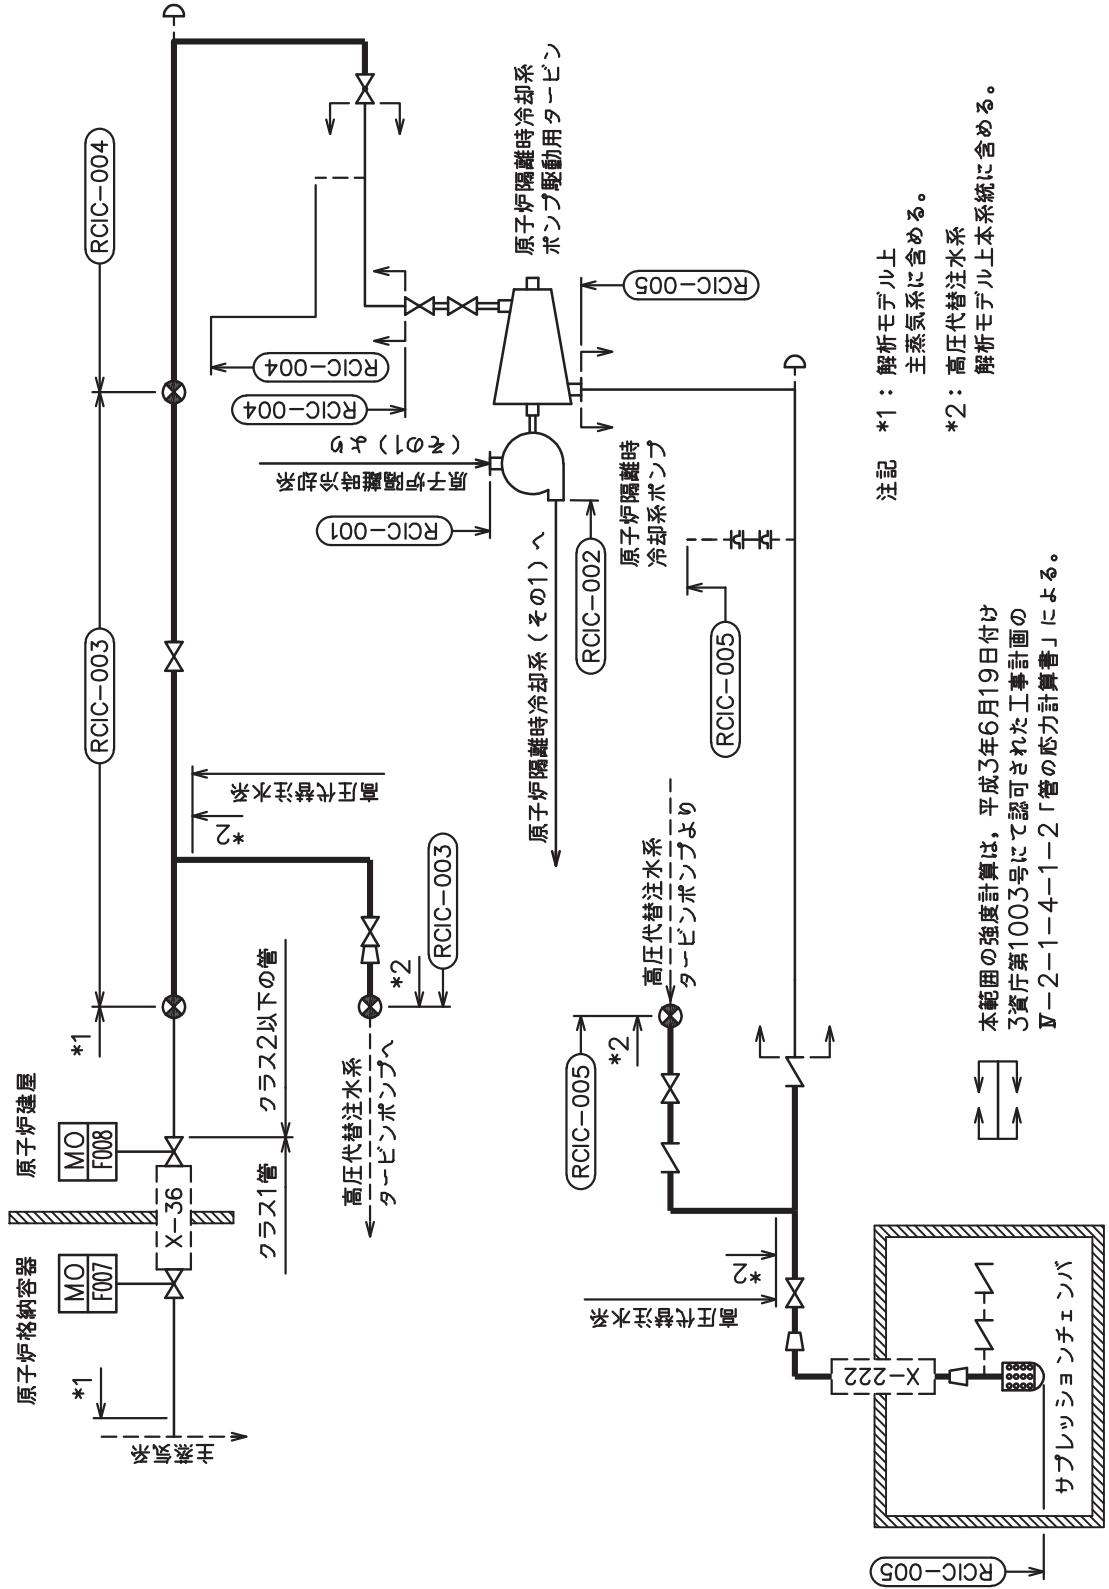 原子炉格納容器
原子炉建屋
MO
F007
MO
F008
X-36
*1
*1
主蒸気系
クラス1管
クラス2以下の管
RCIC-003
RCIC-004
*2
高圧代替注水系
高圧代替注水系
タービンポンプへ
*2
RCIC-003
RCIC-004
RCIC-004
原子炉隔離時冷却系
(その1)より
RCIC-001
原子炉隔離時冷却系(その1)へ
RCIC-002
原子炉隔離時
冷却系ポンプ
原子炉隔離時冷却系
ポンプ駆動用タービン
RCIC-005
RCIC-005
高圧代替注水系
タービンポンプより
RCIC-005
*2
高圧代替注水系
*2
X-222
サプレッションチェンバ
RCIC-005
本範囲の強度計算は,平成3年6月19日付け
3資庁第1003号にて認可された工事計画の
Ⅳ-2-1-4-1-2「管の応力計算書」による。
注記 *1:解析モデル上
主蒸気系に含める。
*2:高圧代替注水系
解析モデル上本系統に含める。